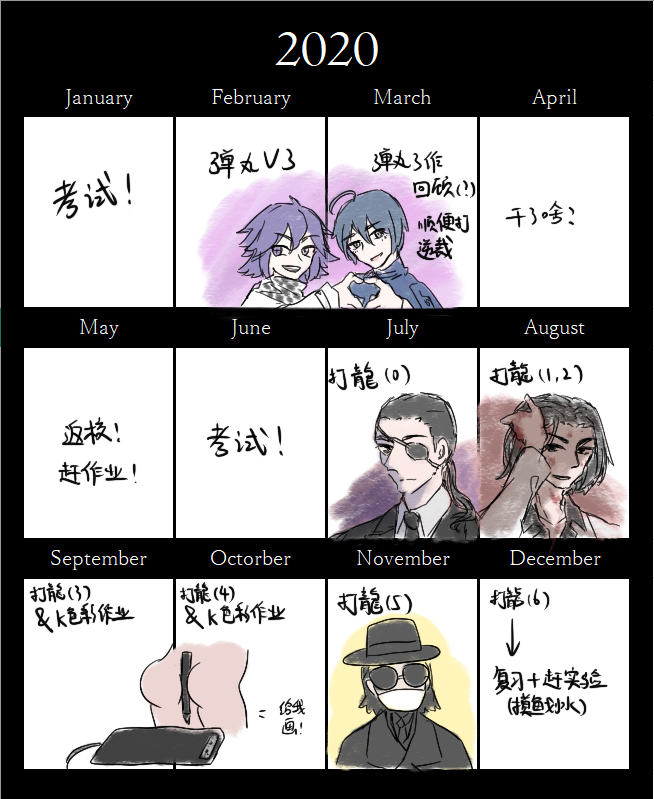 2020
January
February
March
April
考试！
弹丸V3
弹丸3作
回顾(?)
顺便打
逆裁
干了啥？
May
June
July
August
返校！
赶作业！
考试！
打龍(0)
打龍(1,2)
September
Octorber
November
December
打龍(3)
&K色彩作业
打龍(4)
&K色彩作业
=给我
画！
打龍(5)
打龍(6)
↓
复习+赶实验
(摸鱼划水)